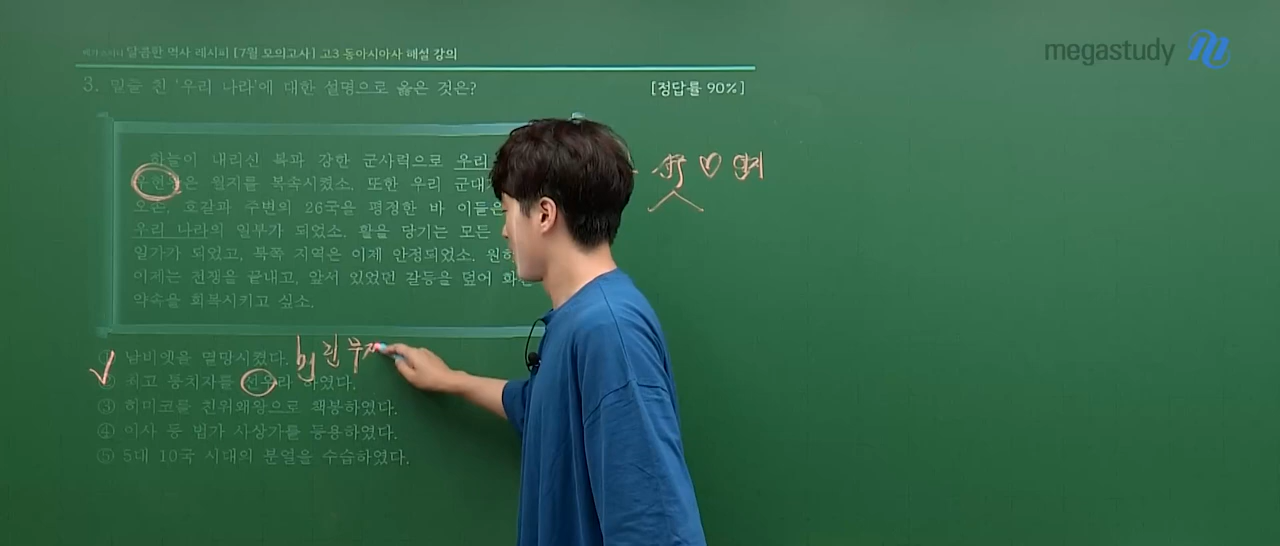 달콤한 역사 레시피 [7월 모의고사] 고3 동아시아사 해설 강의
megastudy
3. 밑줄 친 '우리 나라'에 대한 설명으로 옳은 것은?
[정답률 90%]
하늘이 내리신 복과 강한 군사력으로 우리
우현왕은 월지를 복속시켰소. 또한 우리 군대
오손, 호갈과 주변의 26국을 평정한 바 이들은
우리 나라의 일부가 되었소. 활을 당기는 모든
일가가 되었고, 북쪽 지역은 이제 안정되었소. 원하
이제는 전쟁을 끝내고, 앞서 있었던 갈등을 덮어
약속을 회복시키고 싶소.
① 남비엣을 멸망시켰다.
② 최고 통치자를 선우라 하였다.
③ 히미코를 친위왜왕으로 책봉하였다.
④ 이사 등 법가 사상가를 등용하였다.
⑤ 5대 10국 시대의 분열을 수습하였다.